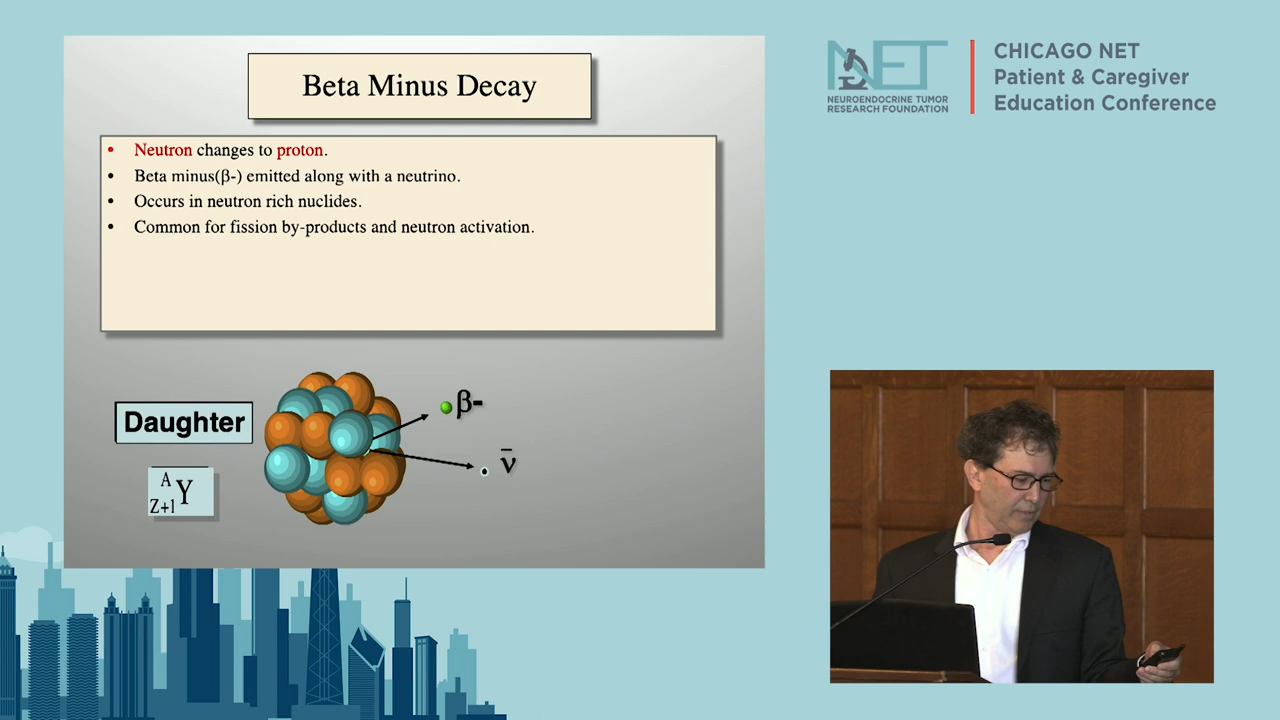 Beta Minus Decay
• Neutron changes to proton.
• Beta minus(β-) emitted along with a neutrino.
• Occurs in neutron rich nuclides.
• Common for fission by-products and neutron activation.
Daughter
A
Z+1 Y
β-
ν̄
NET
NEUROENDOCRINE TUMOR
RESEARCH FOUNDATION
CHICAGO NET
Patient & Caregiver
Education Conference